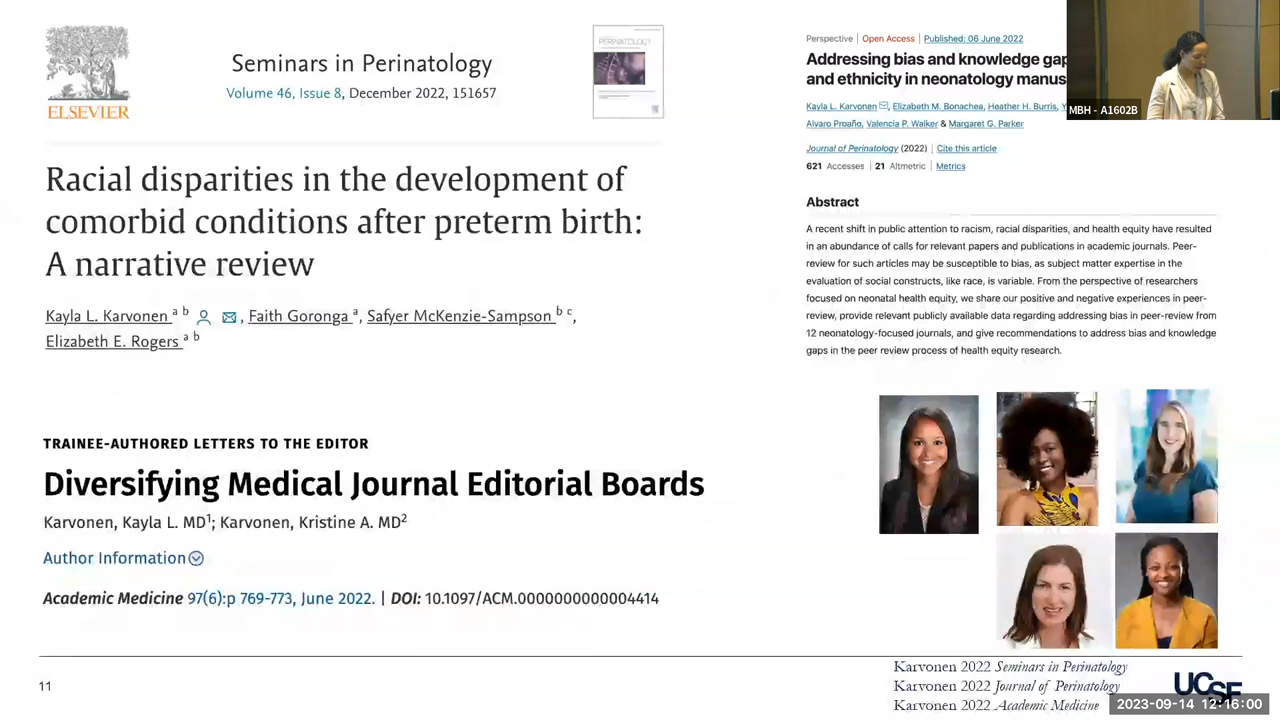 ELSEVIER
Seminars in Perinatology
Volume 46, Issue 8, December 2022, 151657
PERINATOLOGY
Racial disparities in the development of
comorbid conditions after preterm birth:
A narrative review
Kayla L. Karvonen a b , Faith Goronga a, Safyer McKenzie-Sampson b c,
Elizabeth E. Rogers a b
TRAINEE-AUTHORED LETTERS TO THE EDITOR
Diversifying Medical Journal Editorial Boards
Karvonen, Kayla L. MD1; Karvonen, Kristine A. MD2
Author Information
Academic Medicine 97(6):p 769-773, June 2022. | DOI: 10.1097/ACM.0000000000004414
Perspective | Open Access | Published: 06 June 2022
Addressing bias and knowledge gap
and ethnicity in neonatology manus
Kayla L. Karvonen, Elizabeth M. Bonachea, Heather H. Burris,
Alvaro Proaño, Valencia P. Walker & Margaret G. Parker
Journal of Perinatology (2022) | Cite this article
621 Accesses | 21 Altmetric | Metrics
Abstract
A recent shift in public attention to racism, racial disparities, and health equity have resulted
in an abundance of calls for relevant papers and publications in academic journals. Peer-
review for such articles may be susceptible to bias, as subject matter expertise in the
evaluation of social constructs, like race, is variable. From the perspective of researchers
focused on neonatal health equity, we share our positive and negative experiences in peer-
review, provide relevant publicly available data regarding addressing bias in peer-review from
12 neonatology-focused journals, and give recommendations to address bias and knowledge
gaps in the peer review process of health equity research.
MBH - A1602B
11
Karvonen 2022 Seminars in Perinatology
Karvonen 2022 Journal of Perinatology
Karvonen 2022 Academic Medicine
UCSF
2023-09-14 12:16:00